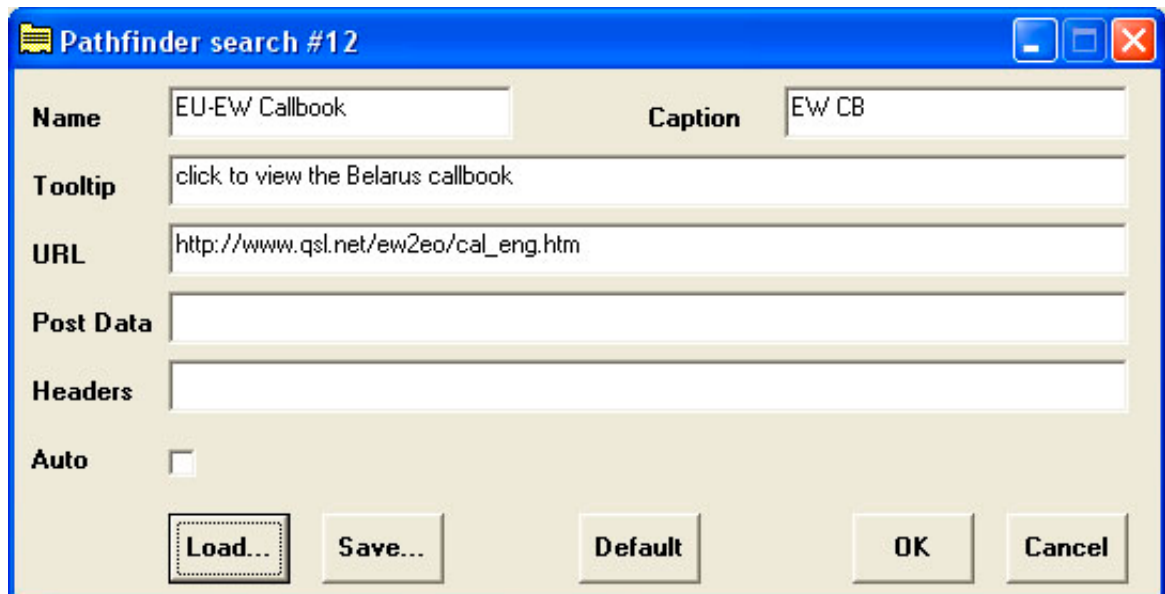 Pathfinder search #12
Name EU-EW Callbook Caption EW CB
Tooltip click to view the Belarus callbook
URL http://www.qsl.net/ew2eo/cal_eng.htm
Post Data
Headers
Auto
Load... Save... Default OK Cancel